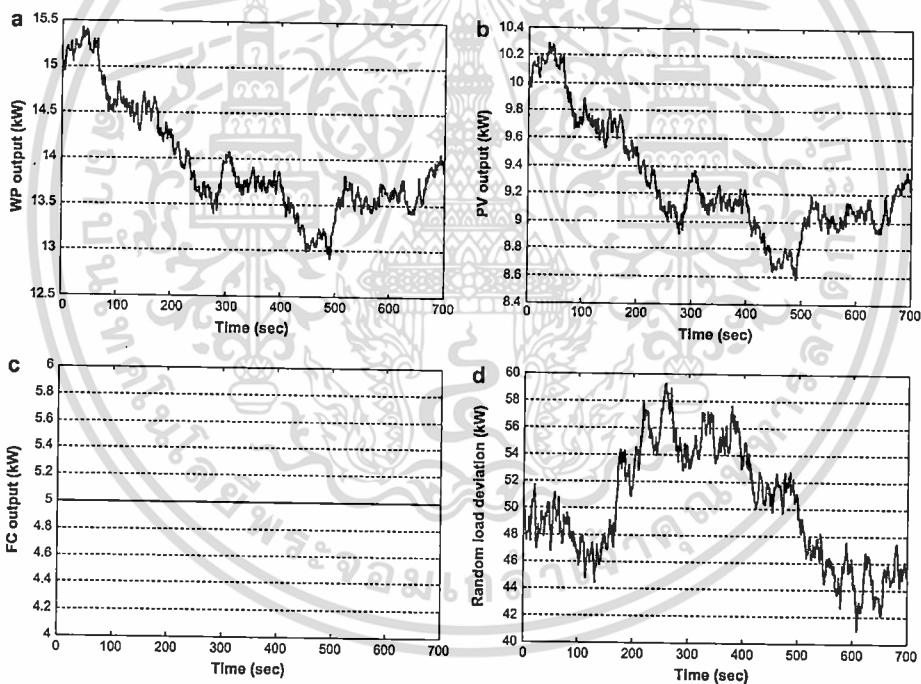 a
15.5
15
14.5
14
13.5
13
12.5
WP output (kW)
0 100 200 300 400 500 600 700
Time (sec)
b
10.4
10.2
10
9.8
9.6
9.4
9.2
9
8.8
8.6
8.4
PV output (kW)
0 100 200 300 400 500 600 700
Time (sec)
c
6
5.8
5.6
5.4
5.2
5
4.8
4.6
4.4
4.2
4
FC output (kW)
0 100 200 300 400 500 600 700
Time (sec)
d
60
58
56
54
52
50
48
46
44
42
40
Random load deviation (kW)
0 100 200 300 400 500 600 700
Time (sec)